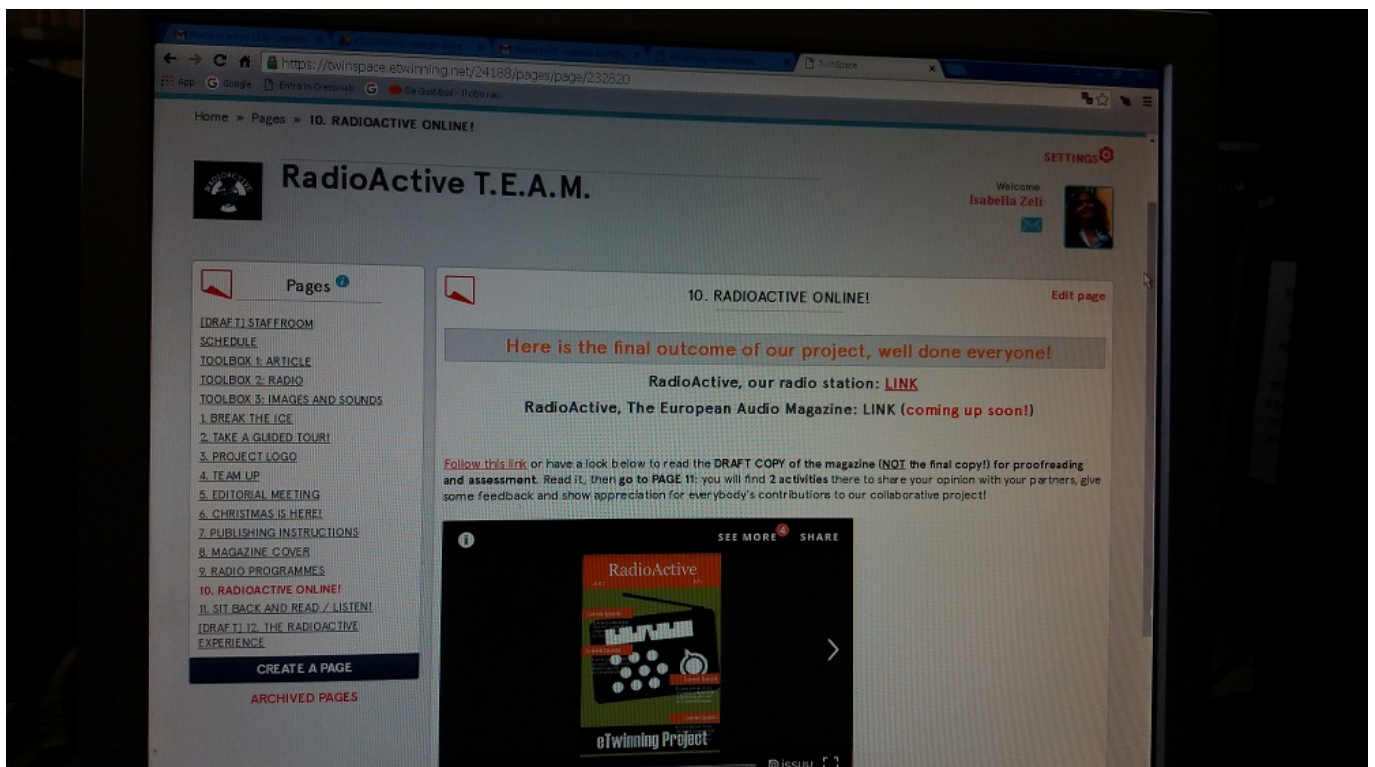 TwinSpace
https://twinspace.etwinning.net/24188/pages/page/232820
App Google Entra in Cresoweb
Home » Pages » 10. RADIOACTIVE ONLINE!
SETTINGS
RadioActive T.E.A.M.
Welcome
Isabella Zeli
Pages
[DRAFT] STAFFROOM
SCHEDULE
TOOLBOX 1: ARTICLE
TOOLBOX 2: RADIO
TOOLBOX 3: IMAGES AND SOUNDS
1. BREAK THE ICE
2. TAKE A GUIDED TOUR!
3. PROJECT LOGO
4. TEAM UP
5. EDITORIAL MEETING
6. CHRISTMAS IS HERE!
7. PUBLISHING INSTRUCTIONS
8. MAGAZINE COVER
9. RADIO PROGRAMMES
10. RADIOACTIVE ONLINE!
11. SIT BACK AND READ / LISTEN!
[DRAFT] 12. THE RADIOACTIVE
EXPERIENCE
CREATE A PAGE
ARCHIVED PAGES
10. RADIOACTIVE ONLINE!
Edit page
Here is the final outcome of our project, well done everyone!
RadioActive, our radio station: LINK
RadioActive, The European Audio Magazine: LINK (coming up soon!)
Follow this link or have a look below to read the DRAFT COPY of the magazine (NOT the final copy!) for proofreading
and assessment. Read it, then go to PAGE 11: you will find 2 activities there to share your opinion with your partners, give
some feedback and show appreciation for everybody's contributions to our collaborative project!
SEE MORE 4 SHARE
RadioActive
eTwinning Project
issuu